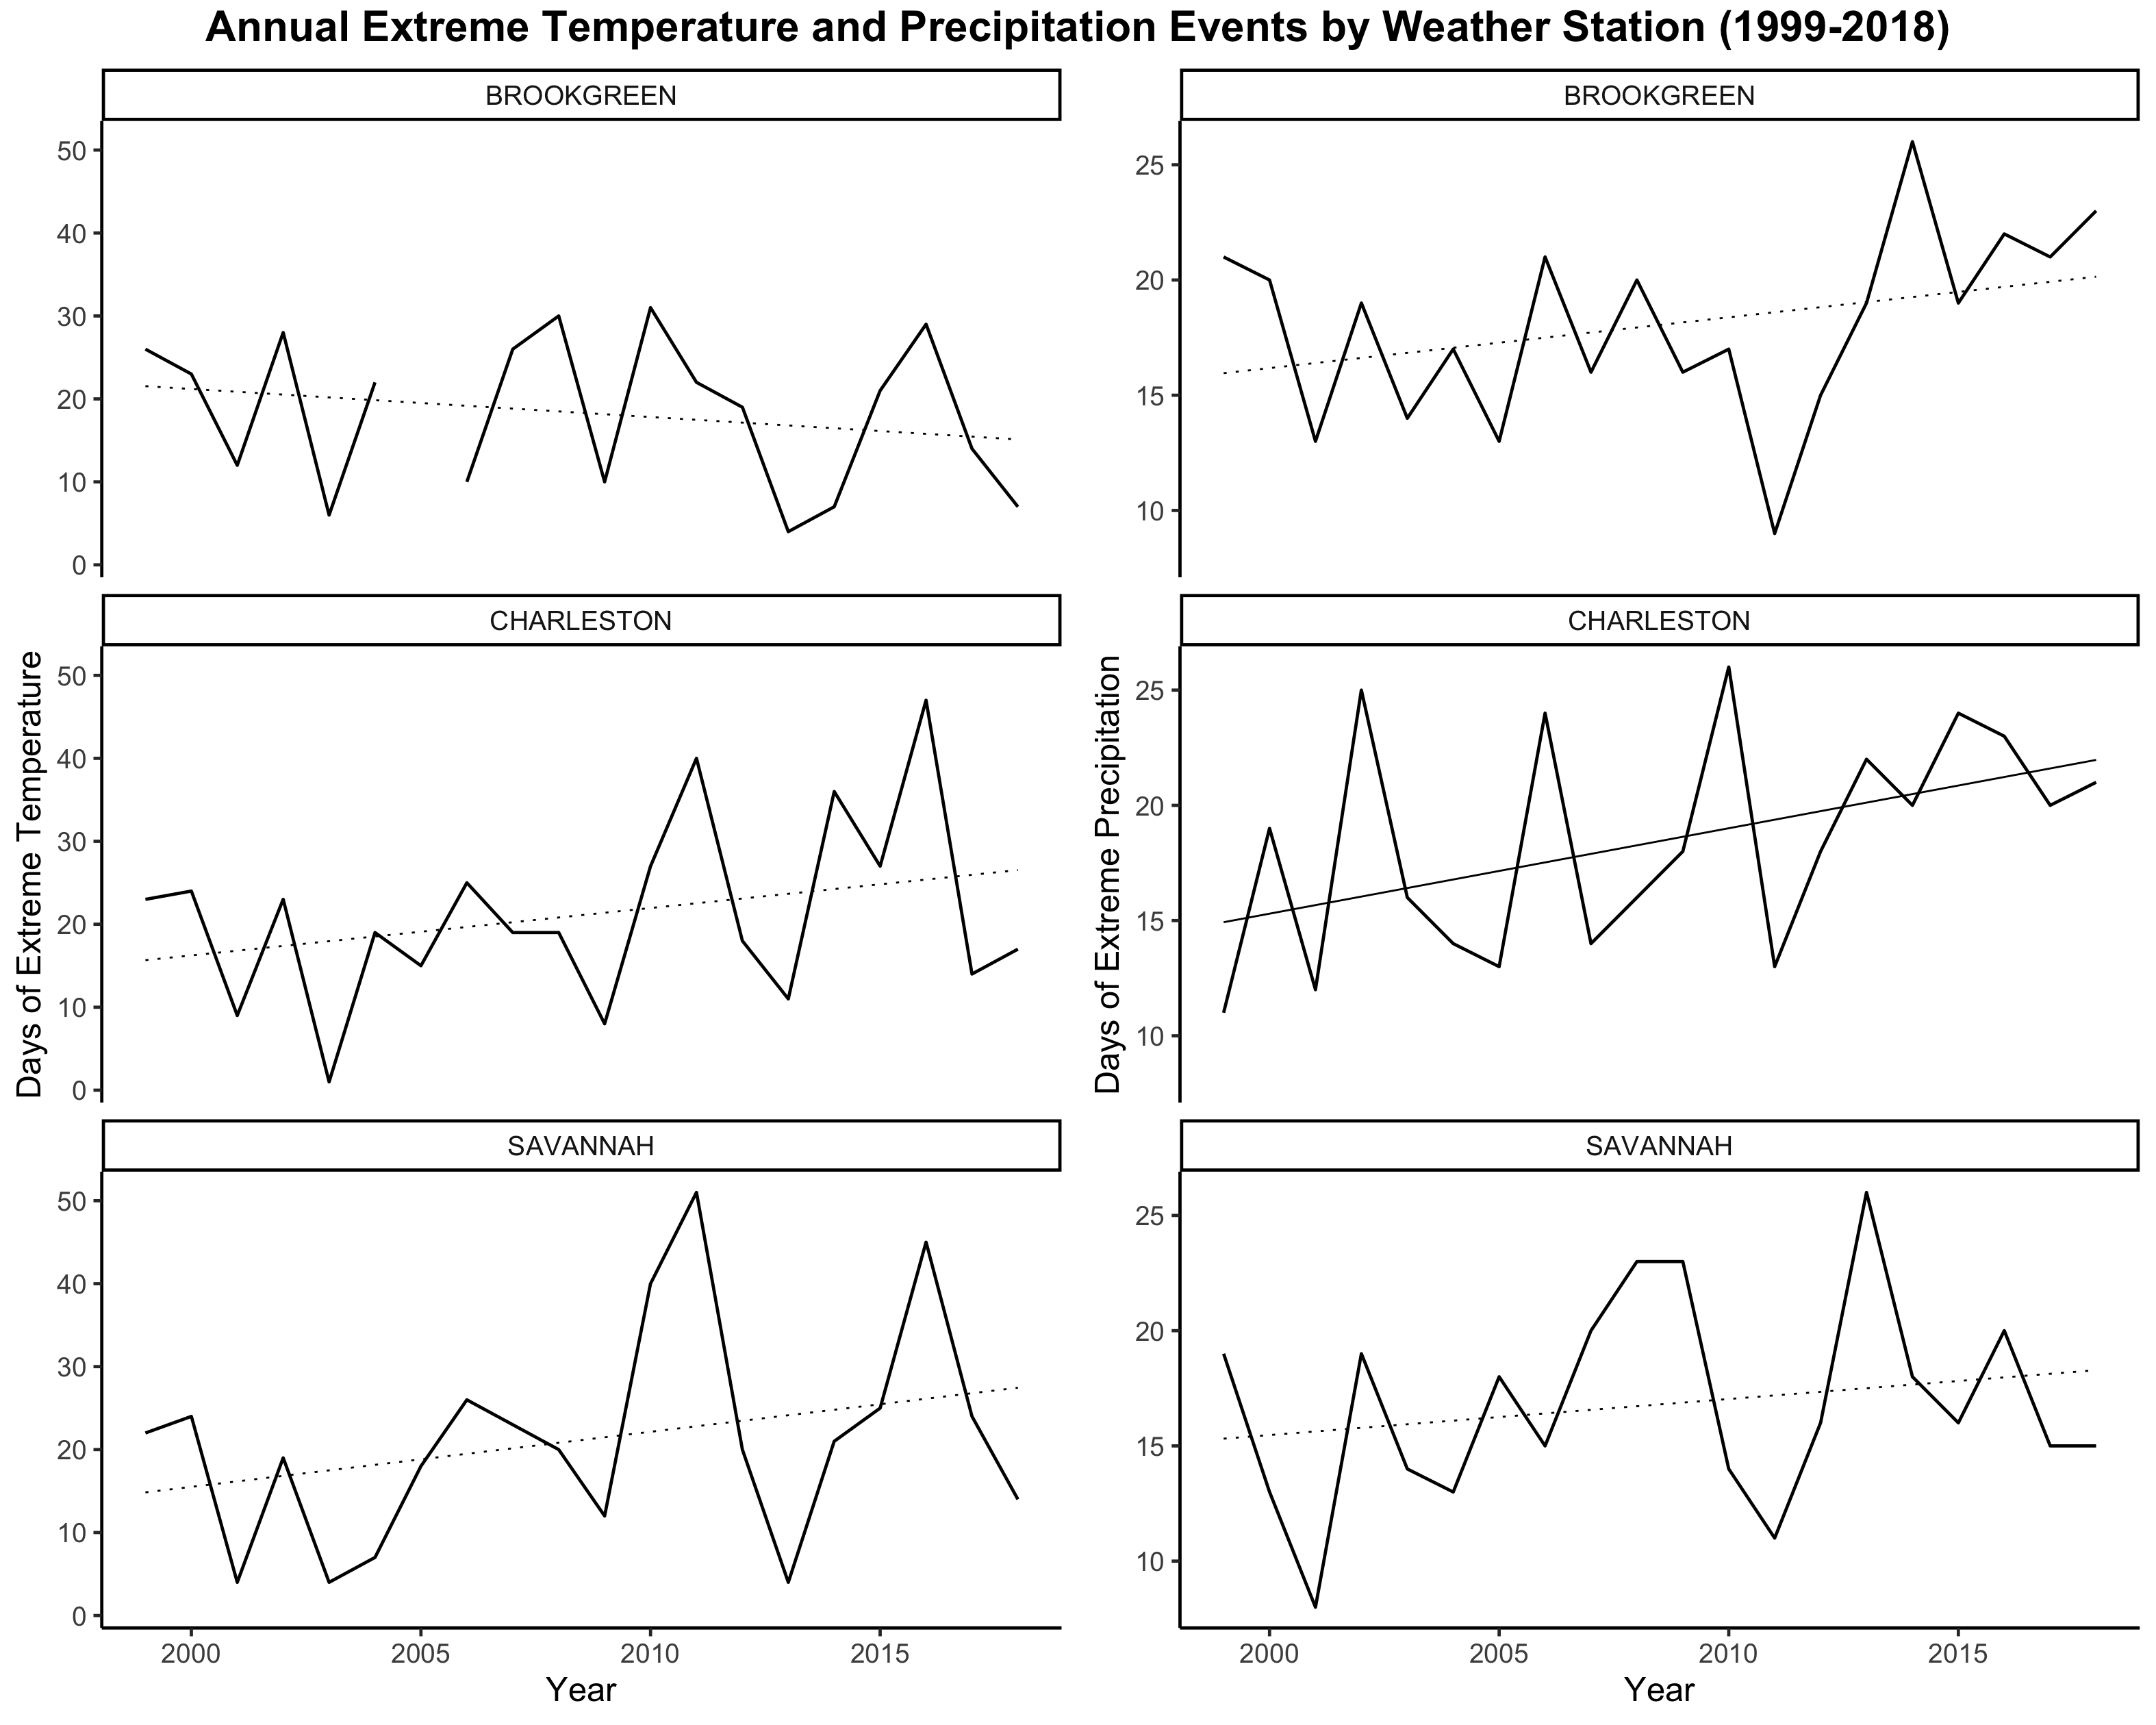 Annual Extreme Temperature and Precipitation Events by Weather Station (1999-2018)
BROOKGREEN
50
40
30
20
10
0
CHARLESTON
50
40
30
20
10
0
SAVANNAH
50
40
30
20
10
0
Days of Extreme Temperature
2000 2005 2010 2015
Year
BROOKGREEN
25
20
15
10
CHARLESTON
25
20
15
10
SAVANNAH
25
20
15
10
Days of Extreme Precipitation
2000 2005 2010 2015
Year